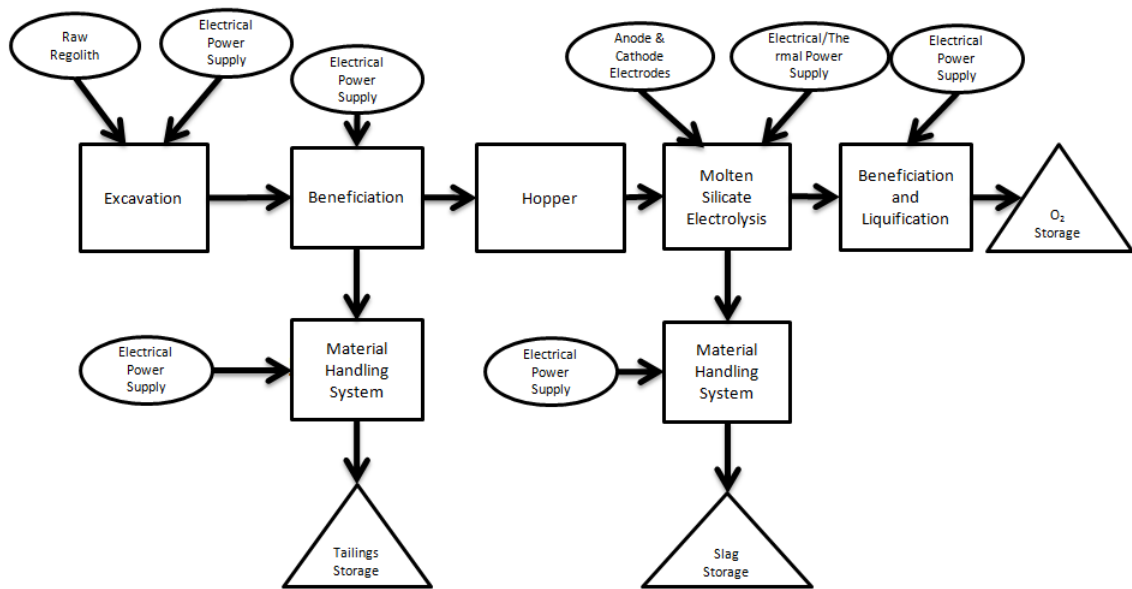 Raw
Regolith
Electrical
Power
Supply
Electrical
Power
Supply
Anode &
Cathode
Electrodes
Electrical/The
rmal Power
Supply
Electrical
Power
Supply
Excavation
Beneficiation
Hopper
Molten
Silicate
Electrolysis
Beneficiation
and
Liquification
O₂
Storage
Electrical
Power
Supply
Material
Handling
System
Electrical
Power
Supply
Material
Handling
System
Tailings
Storage
Slag
Storage